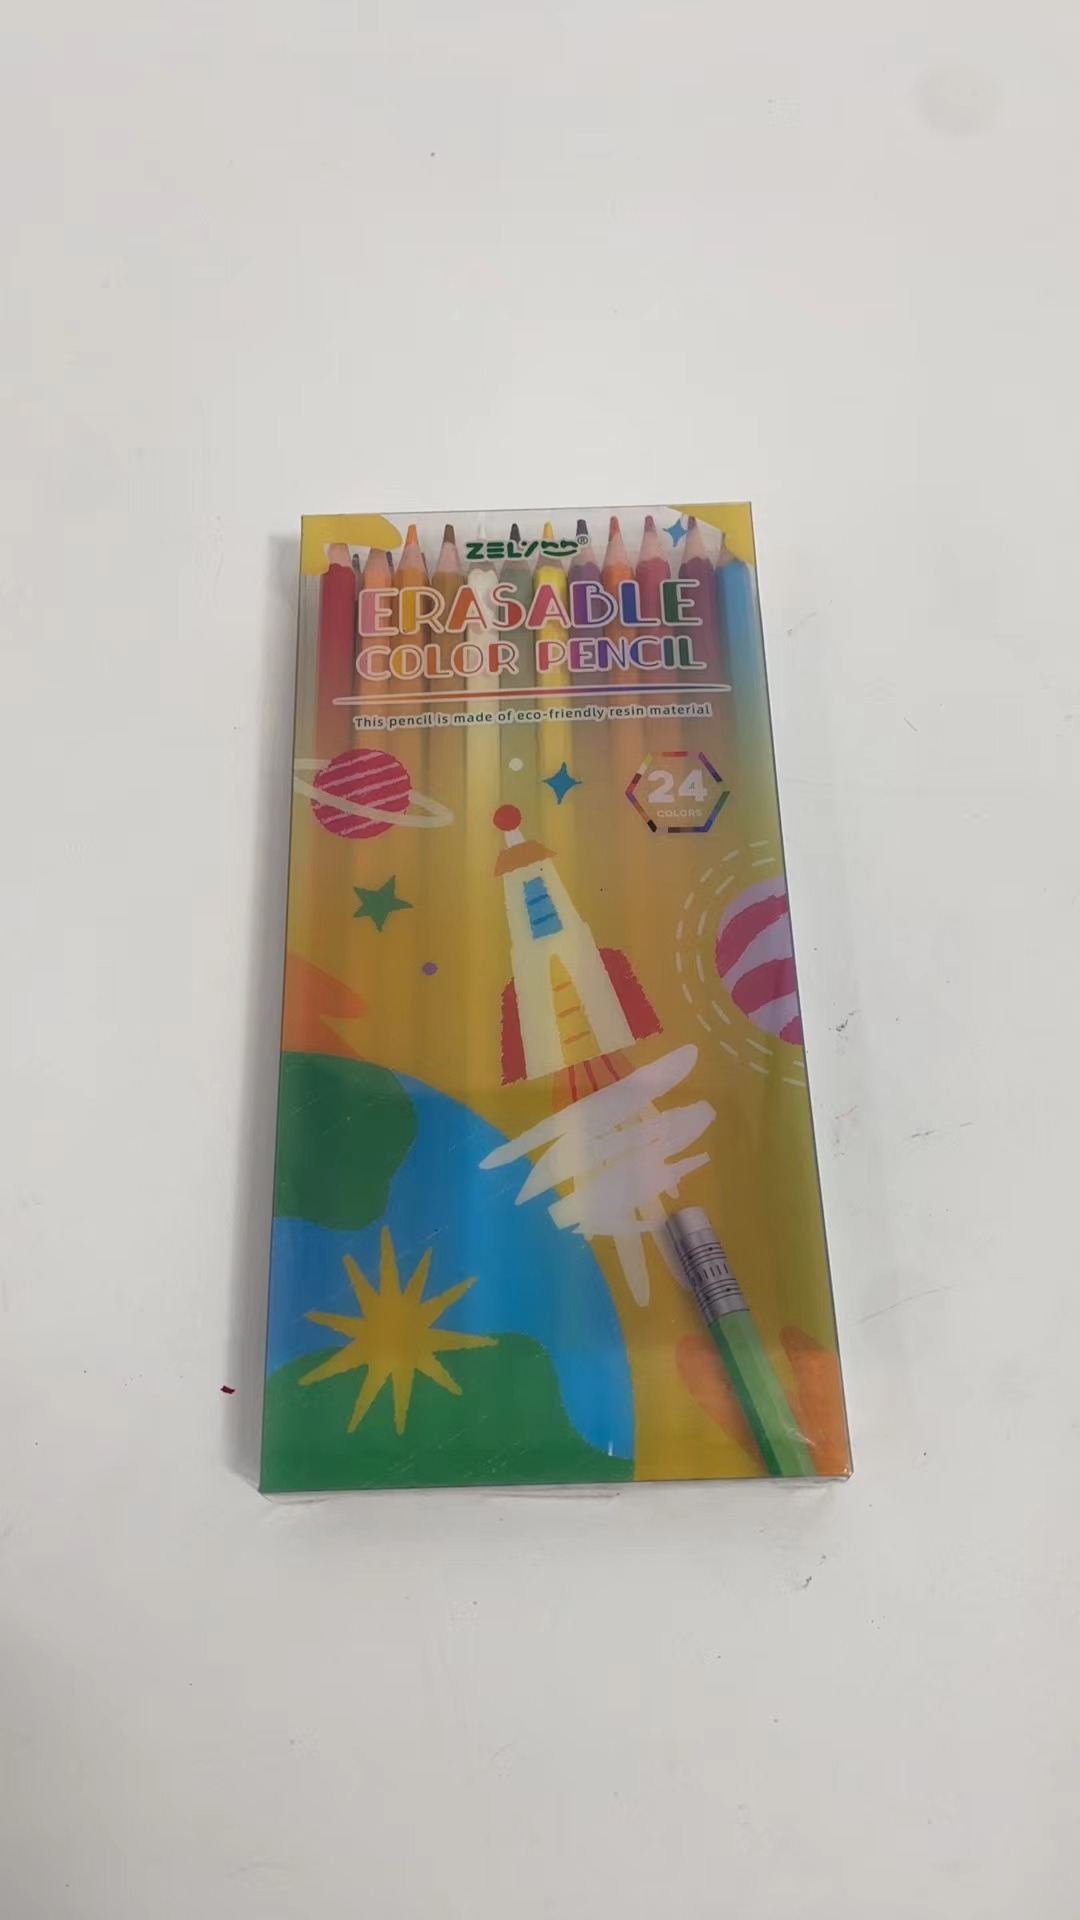 ZELYNN®
ERASABLE
COLOR PENCIL
This pencil is made of eco-friendly resin material
24
COLORS